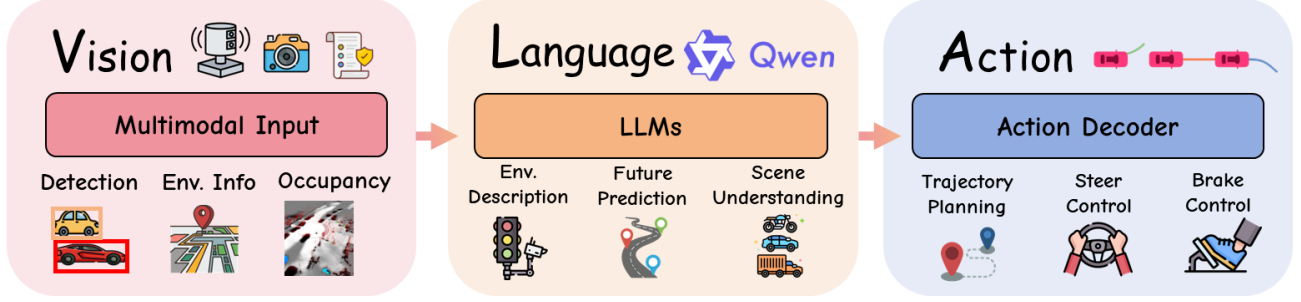 Vision
Multimodal Input
Detection
Env. Info
Occupancy
Language
Qwen
LLMs
Env.
Description
Future
Prediction
Scene
Understanding
Action
Action Decoder
Trajectory
Planning
Steer
Control
Brake
Control